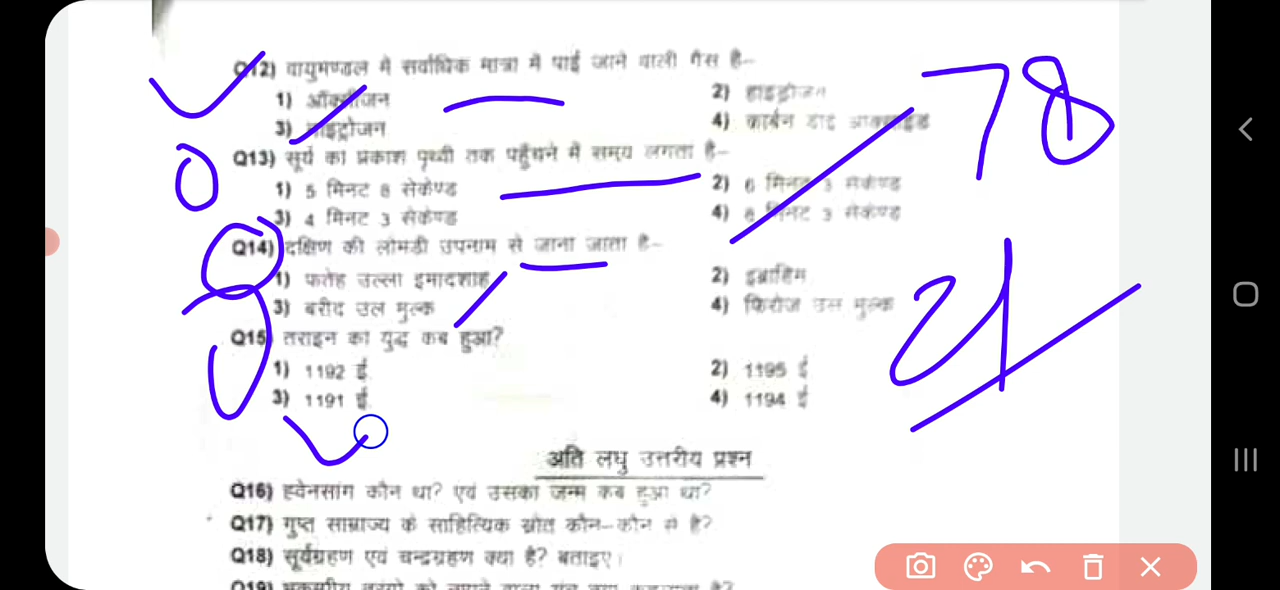 Q12) वायुमण्डल में सर्वाधिक मात्रा में पाई जाने वाली गैस है–
1) ऑक्सीजन 2) हाइड्रोजन
3) नाइट्रोजन 4) कार्बन डाइ आक्साइड
78
Q13) सूर्य का प्रकाश पृथ्वी तक पहुँचने में समय लगता है–
1) 5 मिनट 8 सेकेण्ड 2) 6 मिनट 3 सेकेण्ड
3) 4 मिनट 3 सेकेण्ड 4) 8 मिनट 3 सेकेण्ड
Q14) दक्षिण की लोमडी उपनाम से जाना जाता है–
1) फतेह उल्ला इमादशाह 2) इब्राहिम
3) बरीद उल मुल्क 4) फिरोज उस मुल्क
21
Q15) तराइन का युद्ध कब हुआ?
1) 1192 ई 2) 1195 ई
3) 1191 ई 4) 1194 ई
अति लघु उत्तरीय प्रश्न
Q16) ह्वेनसांग कौन था? एवं उसका जन्म कब हुआ था?
Q17) गुप्त साम्राज्य के साहित्यिक स्रोत कौन–कौन से है?
Q18) सूर्यग्रहण एवं चन्द्रग्रहण क्या है? बताइए।